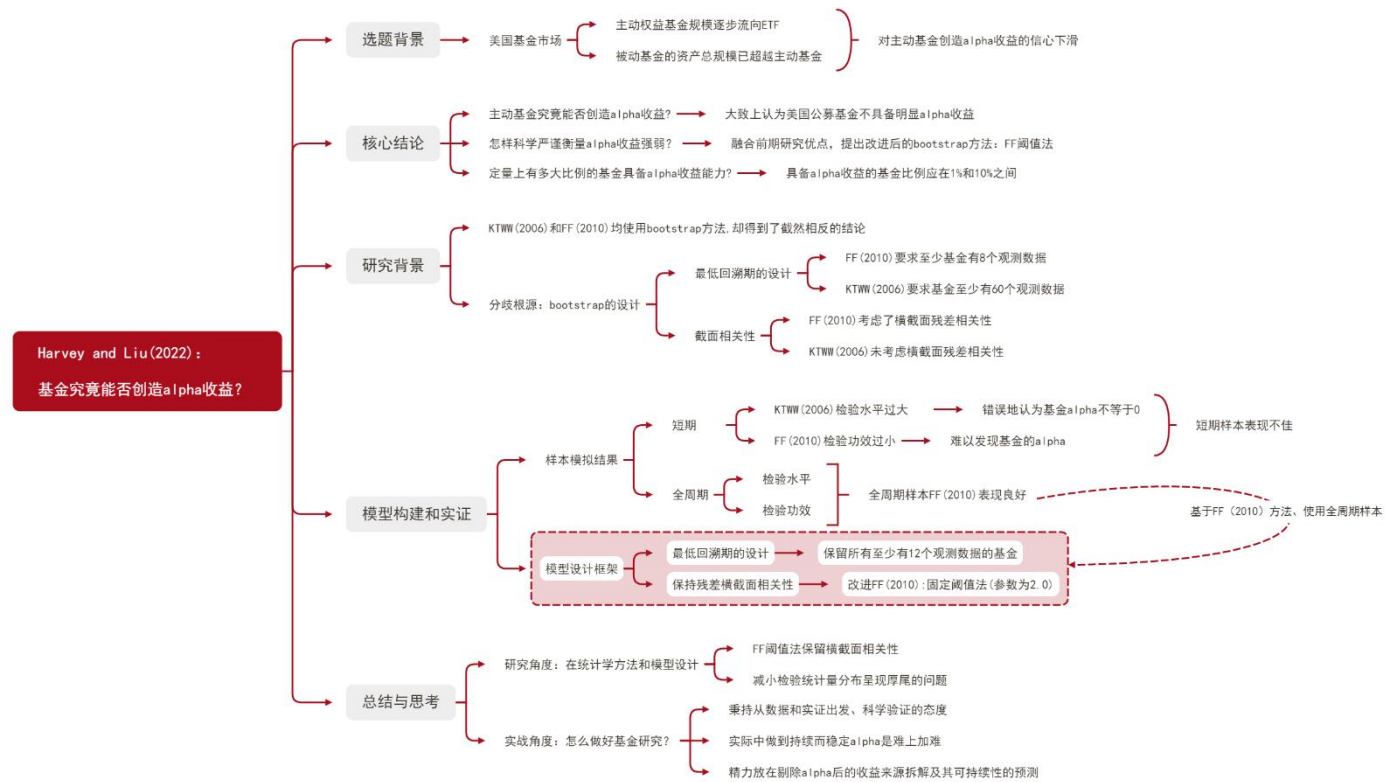 Harvey and Liu(2022):
基金究竟能否创造alpha收益?
选题背景
美国基金市场
主动权益基金规模逐步流向ETF
被动基金的资产总规模已超越主动基金
对主动基金创造alpha收益的信心下滑
核心结论
主动基金究竟能否创造alpha收益?
大致上认为美国公募基金不具备明显alpha收益
怎样科学严谨衡量alpha收益强弱?
融合前期研究优点，提出改进后的bootstrap方法：FF阈值法
定量上有多大比例的基金具备alpha收益能力?
具备alpha收益的基金比例应在1%和10%之间
研究背景
KTWW(2006)和FF(2010)均使用bootstrap方法,却得到了截然相反的结论
分歧根源：bootstrap的设计
最低回溯期的设计
FF(2010)要求至少基金有8个观测数据
KTWW(2006)要求基金至少有60个观测数据
截面相关性
FF(2010)考虑了横截面残差相关性
KTWW(2006)未考虑横截面残差相关性
模型构建和实证
样本模拟结果
短期
KTWW(2006)检验水平过大
错误地认为基金alpha不等于0
FF(2010)检验功效过小
难以发现基金的alpha
短期样本表现不佳
全周期
检验水平
检验功效
全周期样本FF(2010)表现良好
基于FF（2010）方法、使用全周期样本
模型设计框架
最低回溯期的设计
保留所有至少有12个观测数据的基金
保持残差横截面相关性
改进FF(2010):固定阈值法(参数为2.0)
总结与思考
研究角度：在统计学方法和模型设计
FF阈值法保留横截面相关性
减小检验统计量分布呈现厚尾的问题
实战角度：怎么做好基金研究？
秉持从数据和实证出发、科学验证的态度
实际中做到持续而稳定alpha是难上加难
精力放在剔除alpha后的收益来源拆解及其可持续性的预测